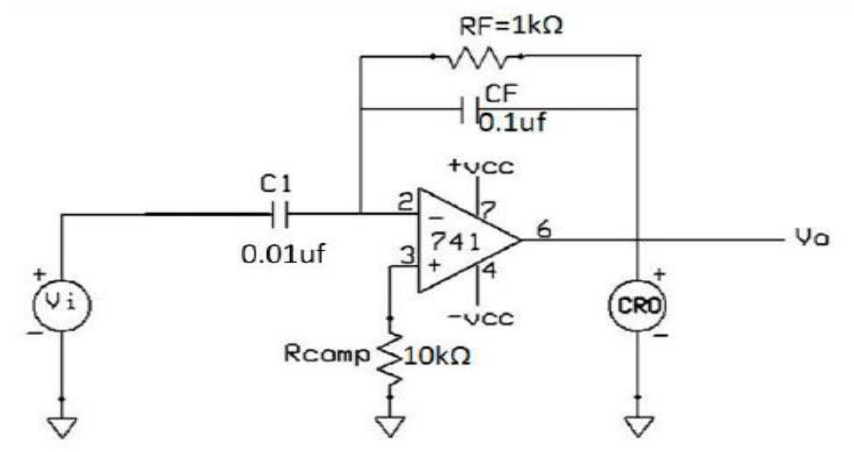 RF=1kΩ
CF
0.1uf
+vcc
C1
2
7
-
741
6
Vo
0.01uf
3
+
4
+
Vi
-
+
CRO
-
-vcc
Rcomp
10kΩ